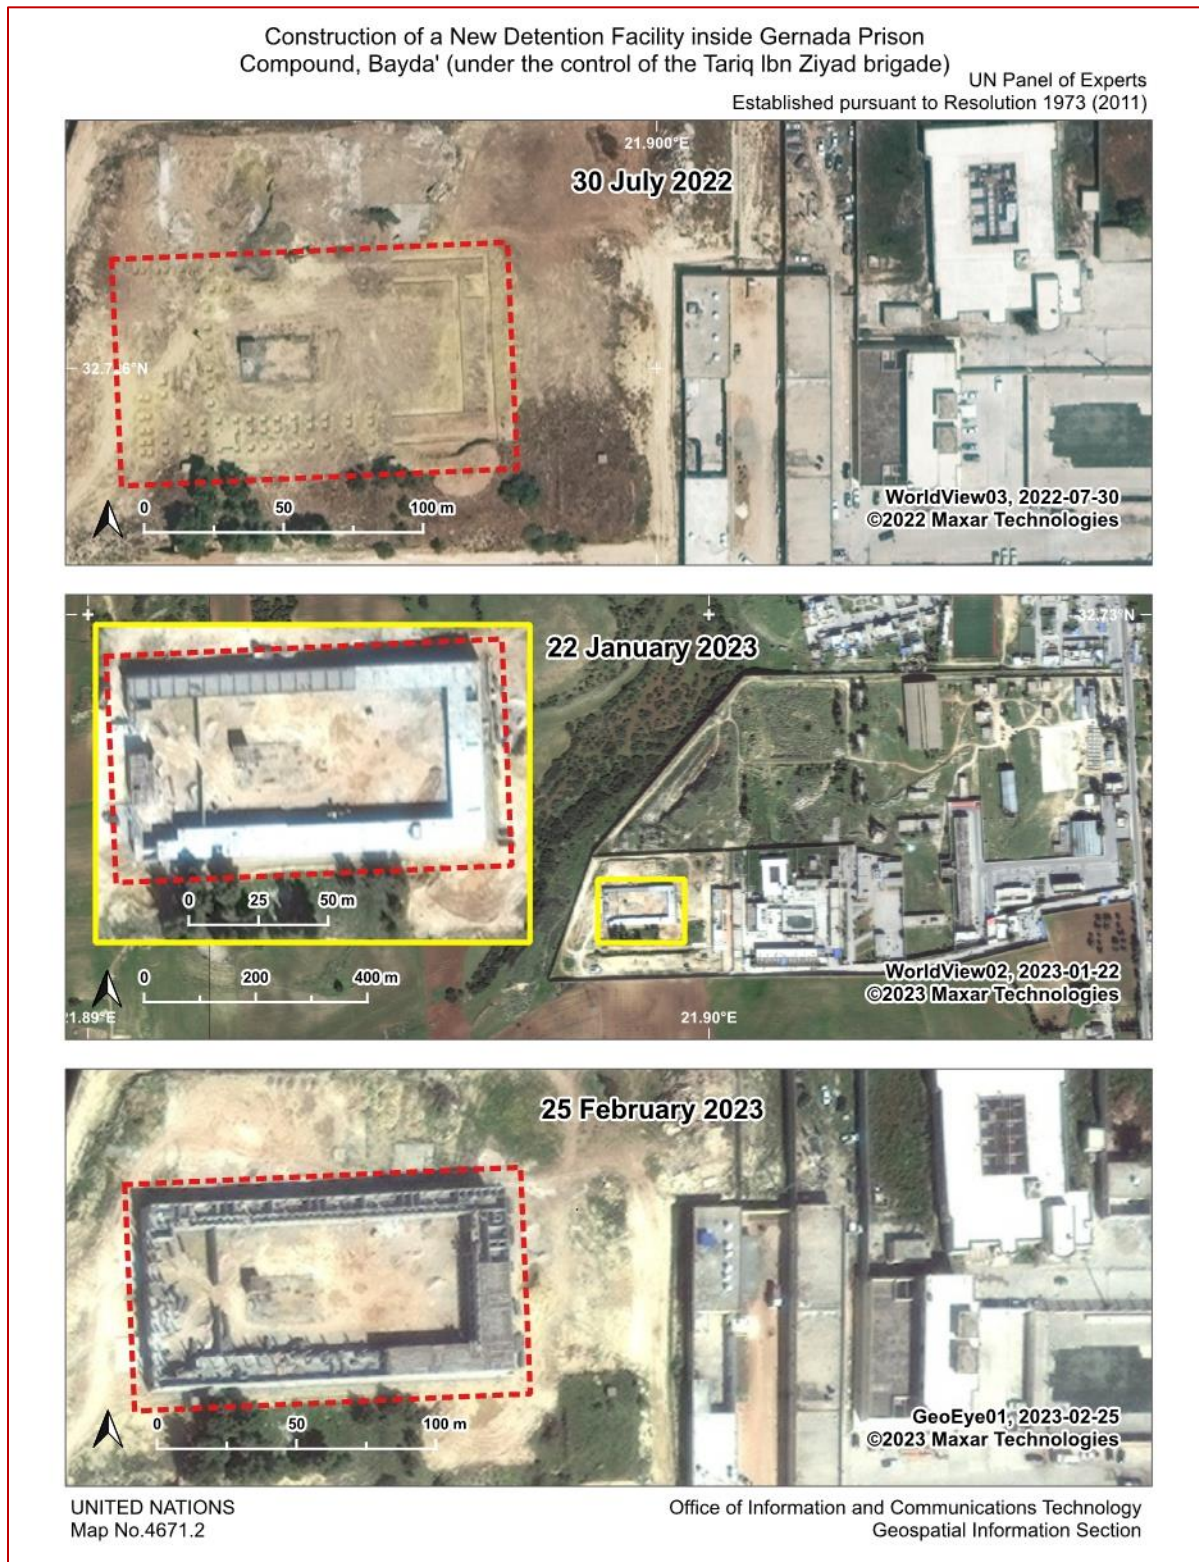 Construction of a New Detention Facility inside Gernada Prison
Compound, Bayda' (under the control of the Tariq Ibn Ziyad brigade)
UN Panel of Experts
Established pursuant to Resolution 1973 (2011)
21.900°E
30 July 2022
0 50 100 m
WorldView03, 2022-07-30
©2022 Maxar Technologies
32.73°N
22 January 2023
0 25 50 m
0 200 400 m
WorldView02, 2023-01-22
©2023 Maxar Technologies
21.89°E
21.90°E
25 February 2023
0 50 100 m
GeoEye01, 2023-02-25
©2023 Maxar Technologies
UNITED NATIONS
Map No.4671.2
Office of Information and Communications Technology
Geospatial Information Section